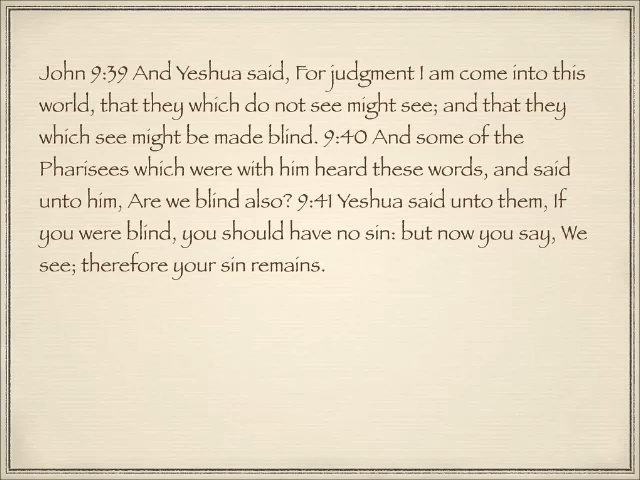 John 9:39 And Yeshua said, For judgment I am come into this
world, that they which do not see might see; and that they
which see might be made blind. 9:40 And some of the
Pharisees which were with him heard these words, and said
unto him, Are we blind also? 9:41 Yeshua said unto them, If
you were blind, you should have no sin: but now you say, We
see; therefore your sin remains.